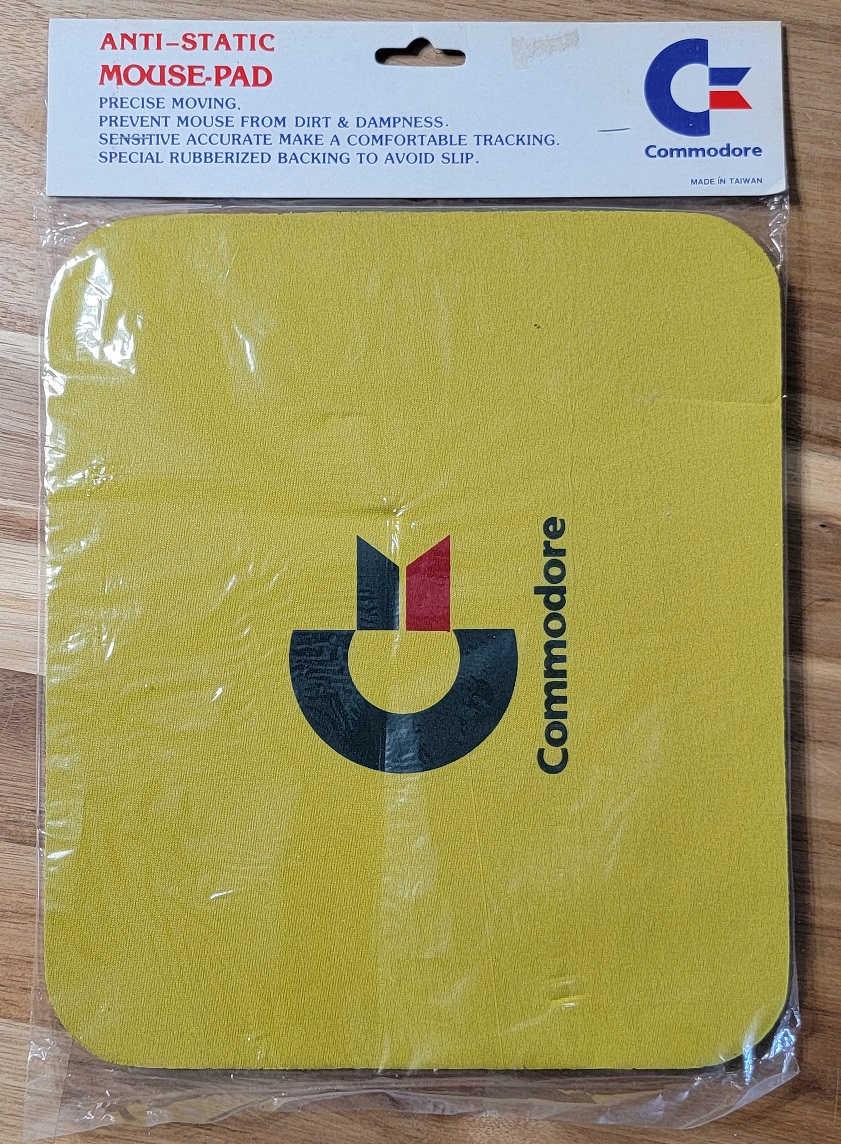 ANTI-STATIC
MOUSE-PAD
PRECISE MOVING.
PREVENT MOUSE FROM DIRT & DAMPNESS.
SENSITIVE ACCURATE MAKE A COMFORTABLE TRACKING.
SPECIAL RUBBERIZED BACKING TO AVOID SLIP.
Commodore
MADE IN TAIWAN
Commodore